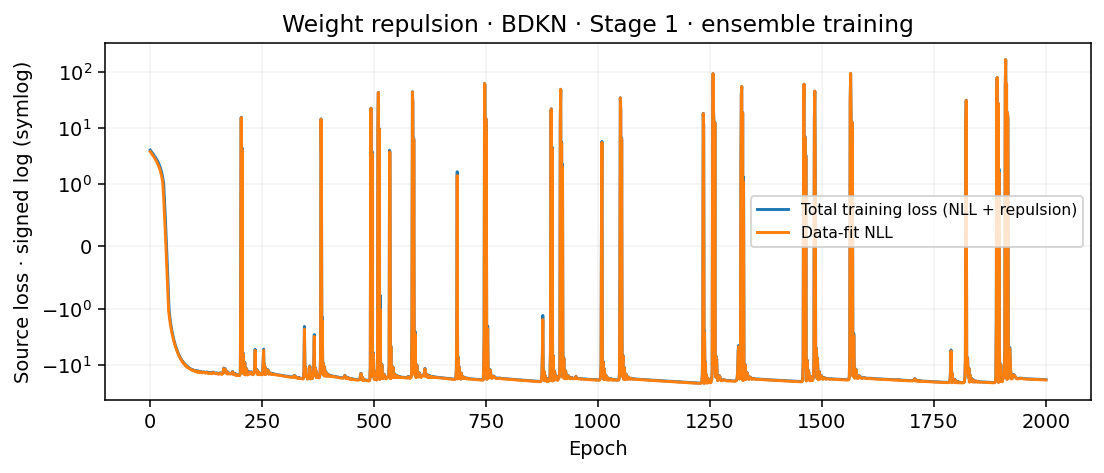 Weight repulsion · BDKN · Stage 1 · ensemble training
Source loss · signed log (symlog)
10²
10¹
10⁰
0
−10⁰
−10¹
Total training loss (NLL + repulsion)
Data-fit NLL
0 250 500 750 1000 1250 1500 1750 2000
Epoch